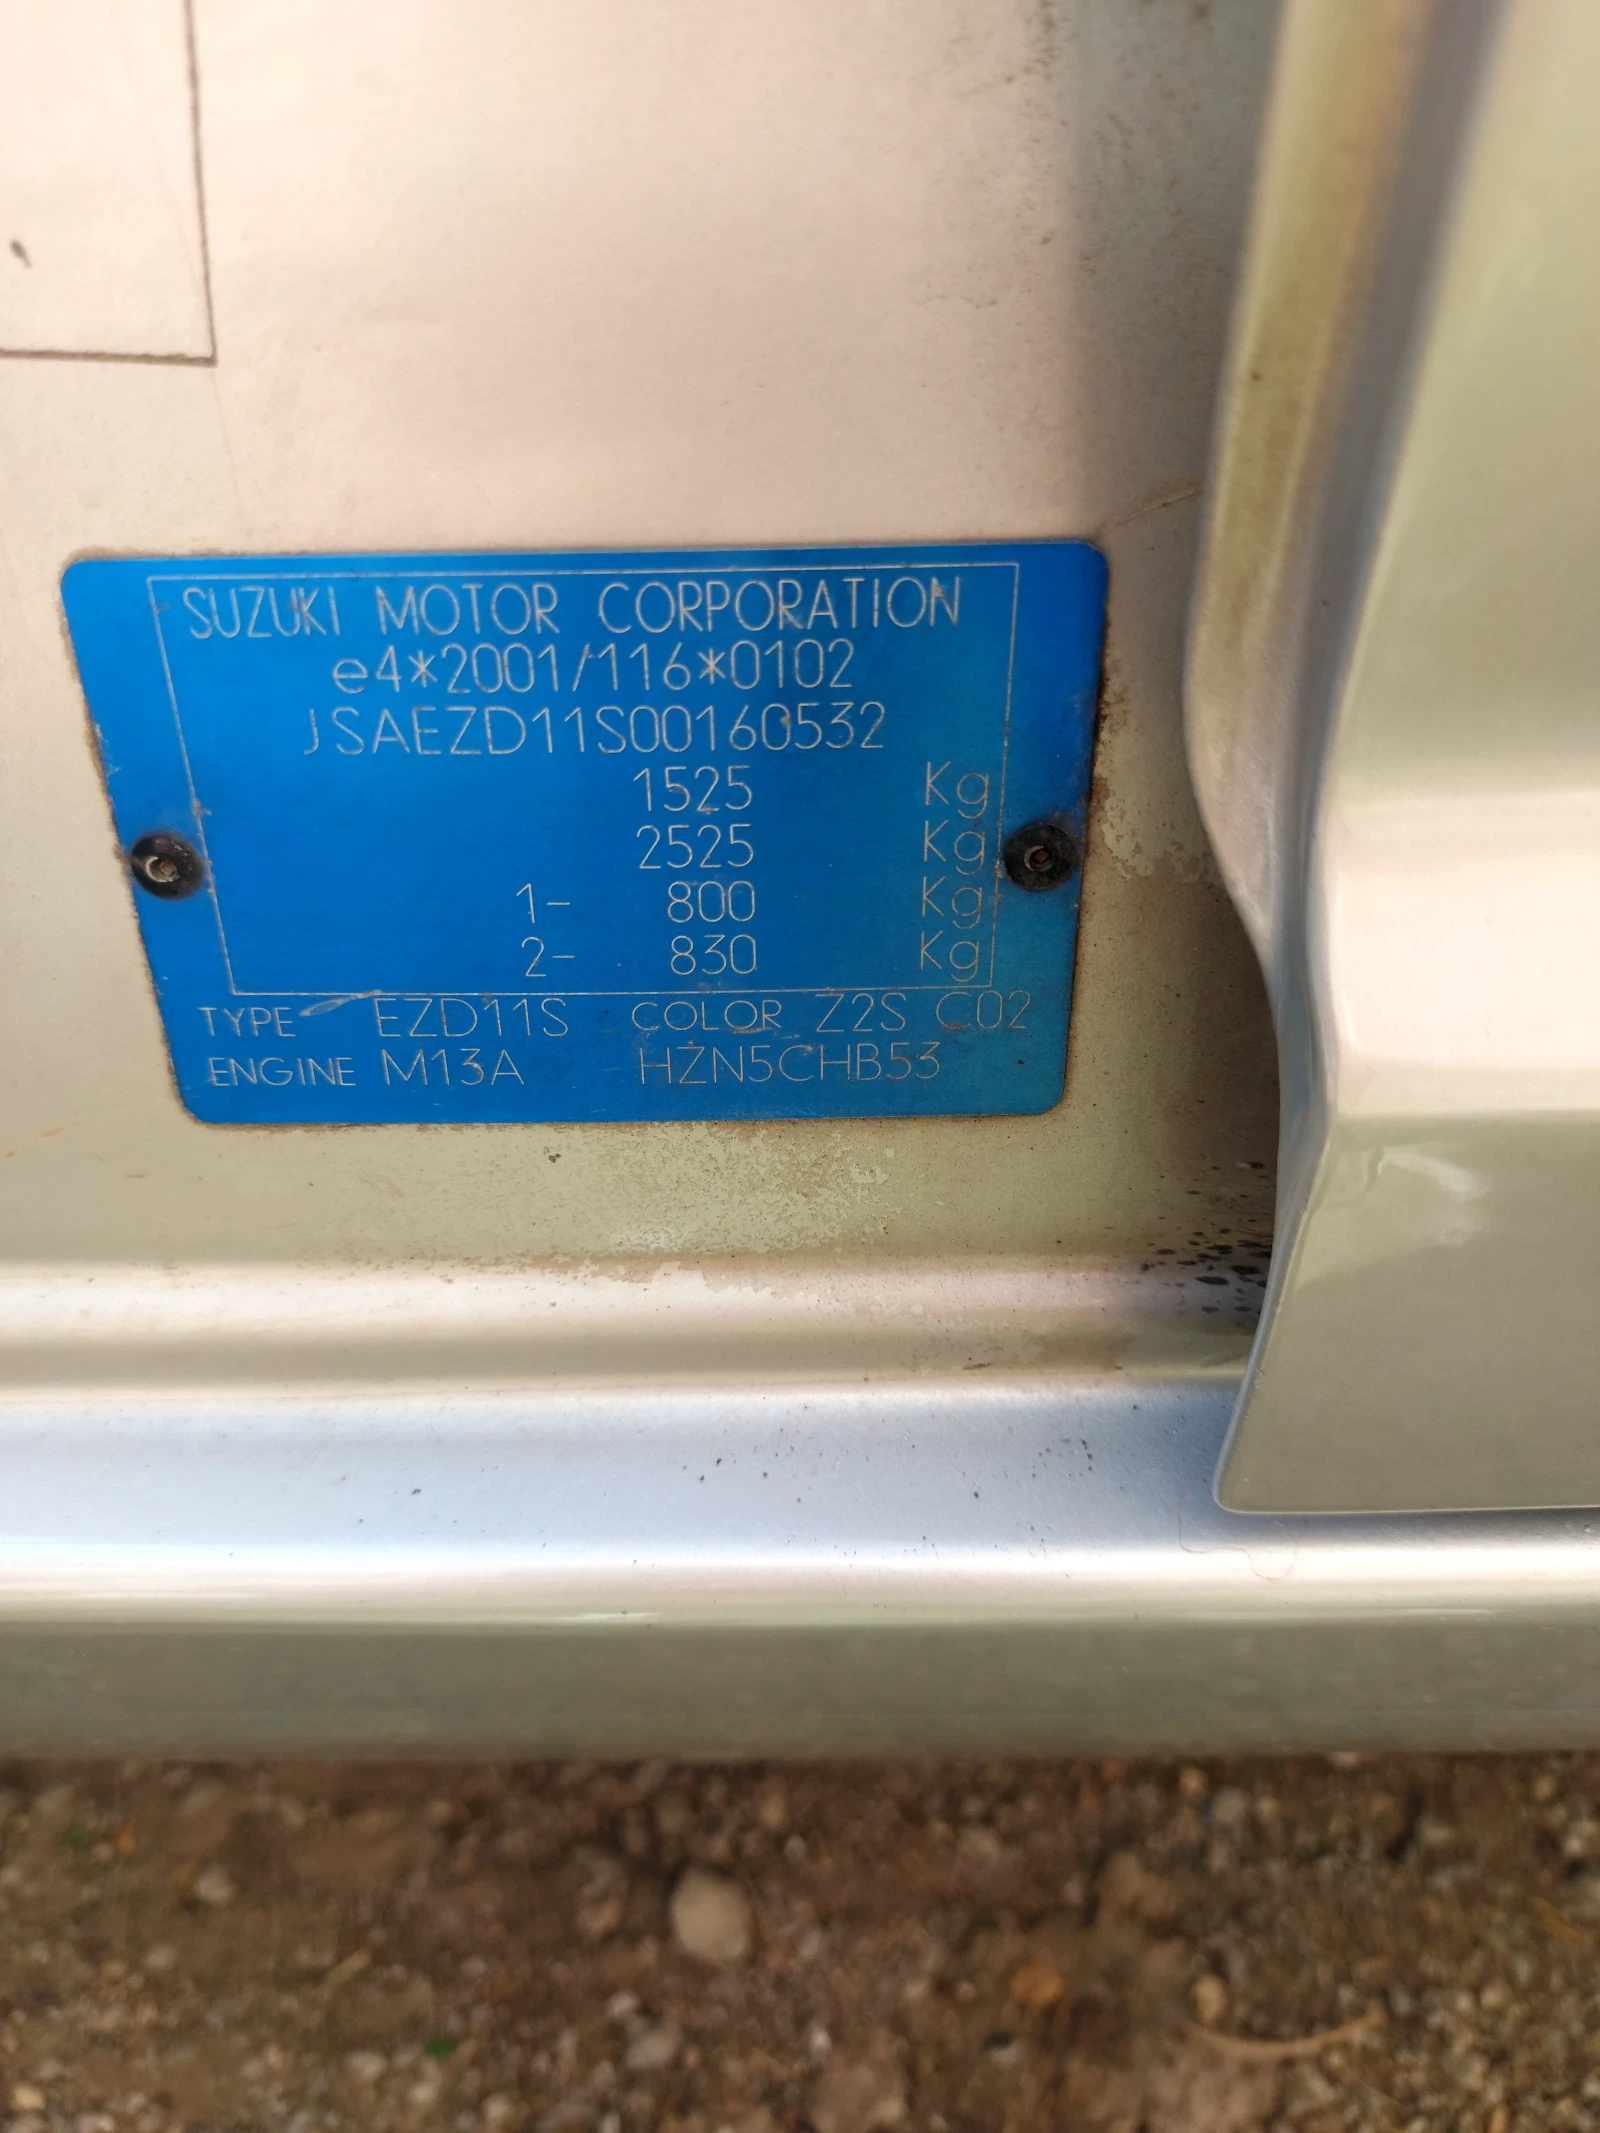 SUZUKI MOTOR CORPORATION
e4*2001/116*0102
JSAEZD11S00160532
1525 Kg
2525 Kg
1- 800 Kg
2- 830 Kg
TYPE EZD11S COLOR Z2S C02
ENGINE M13A HZN5CHB53